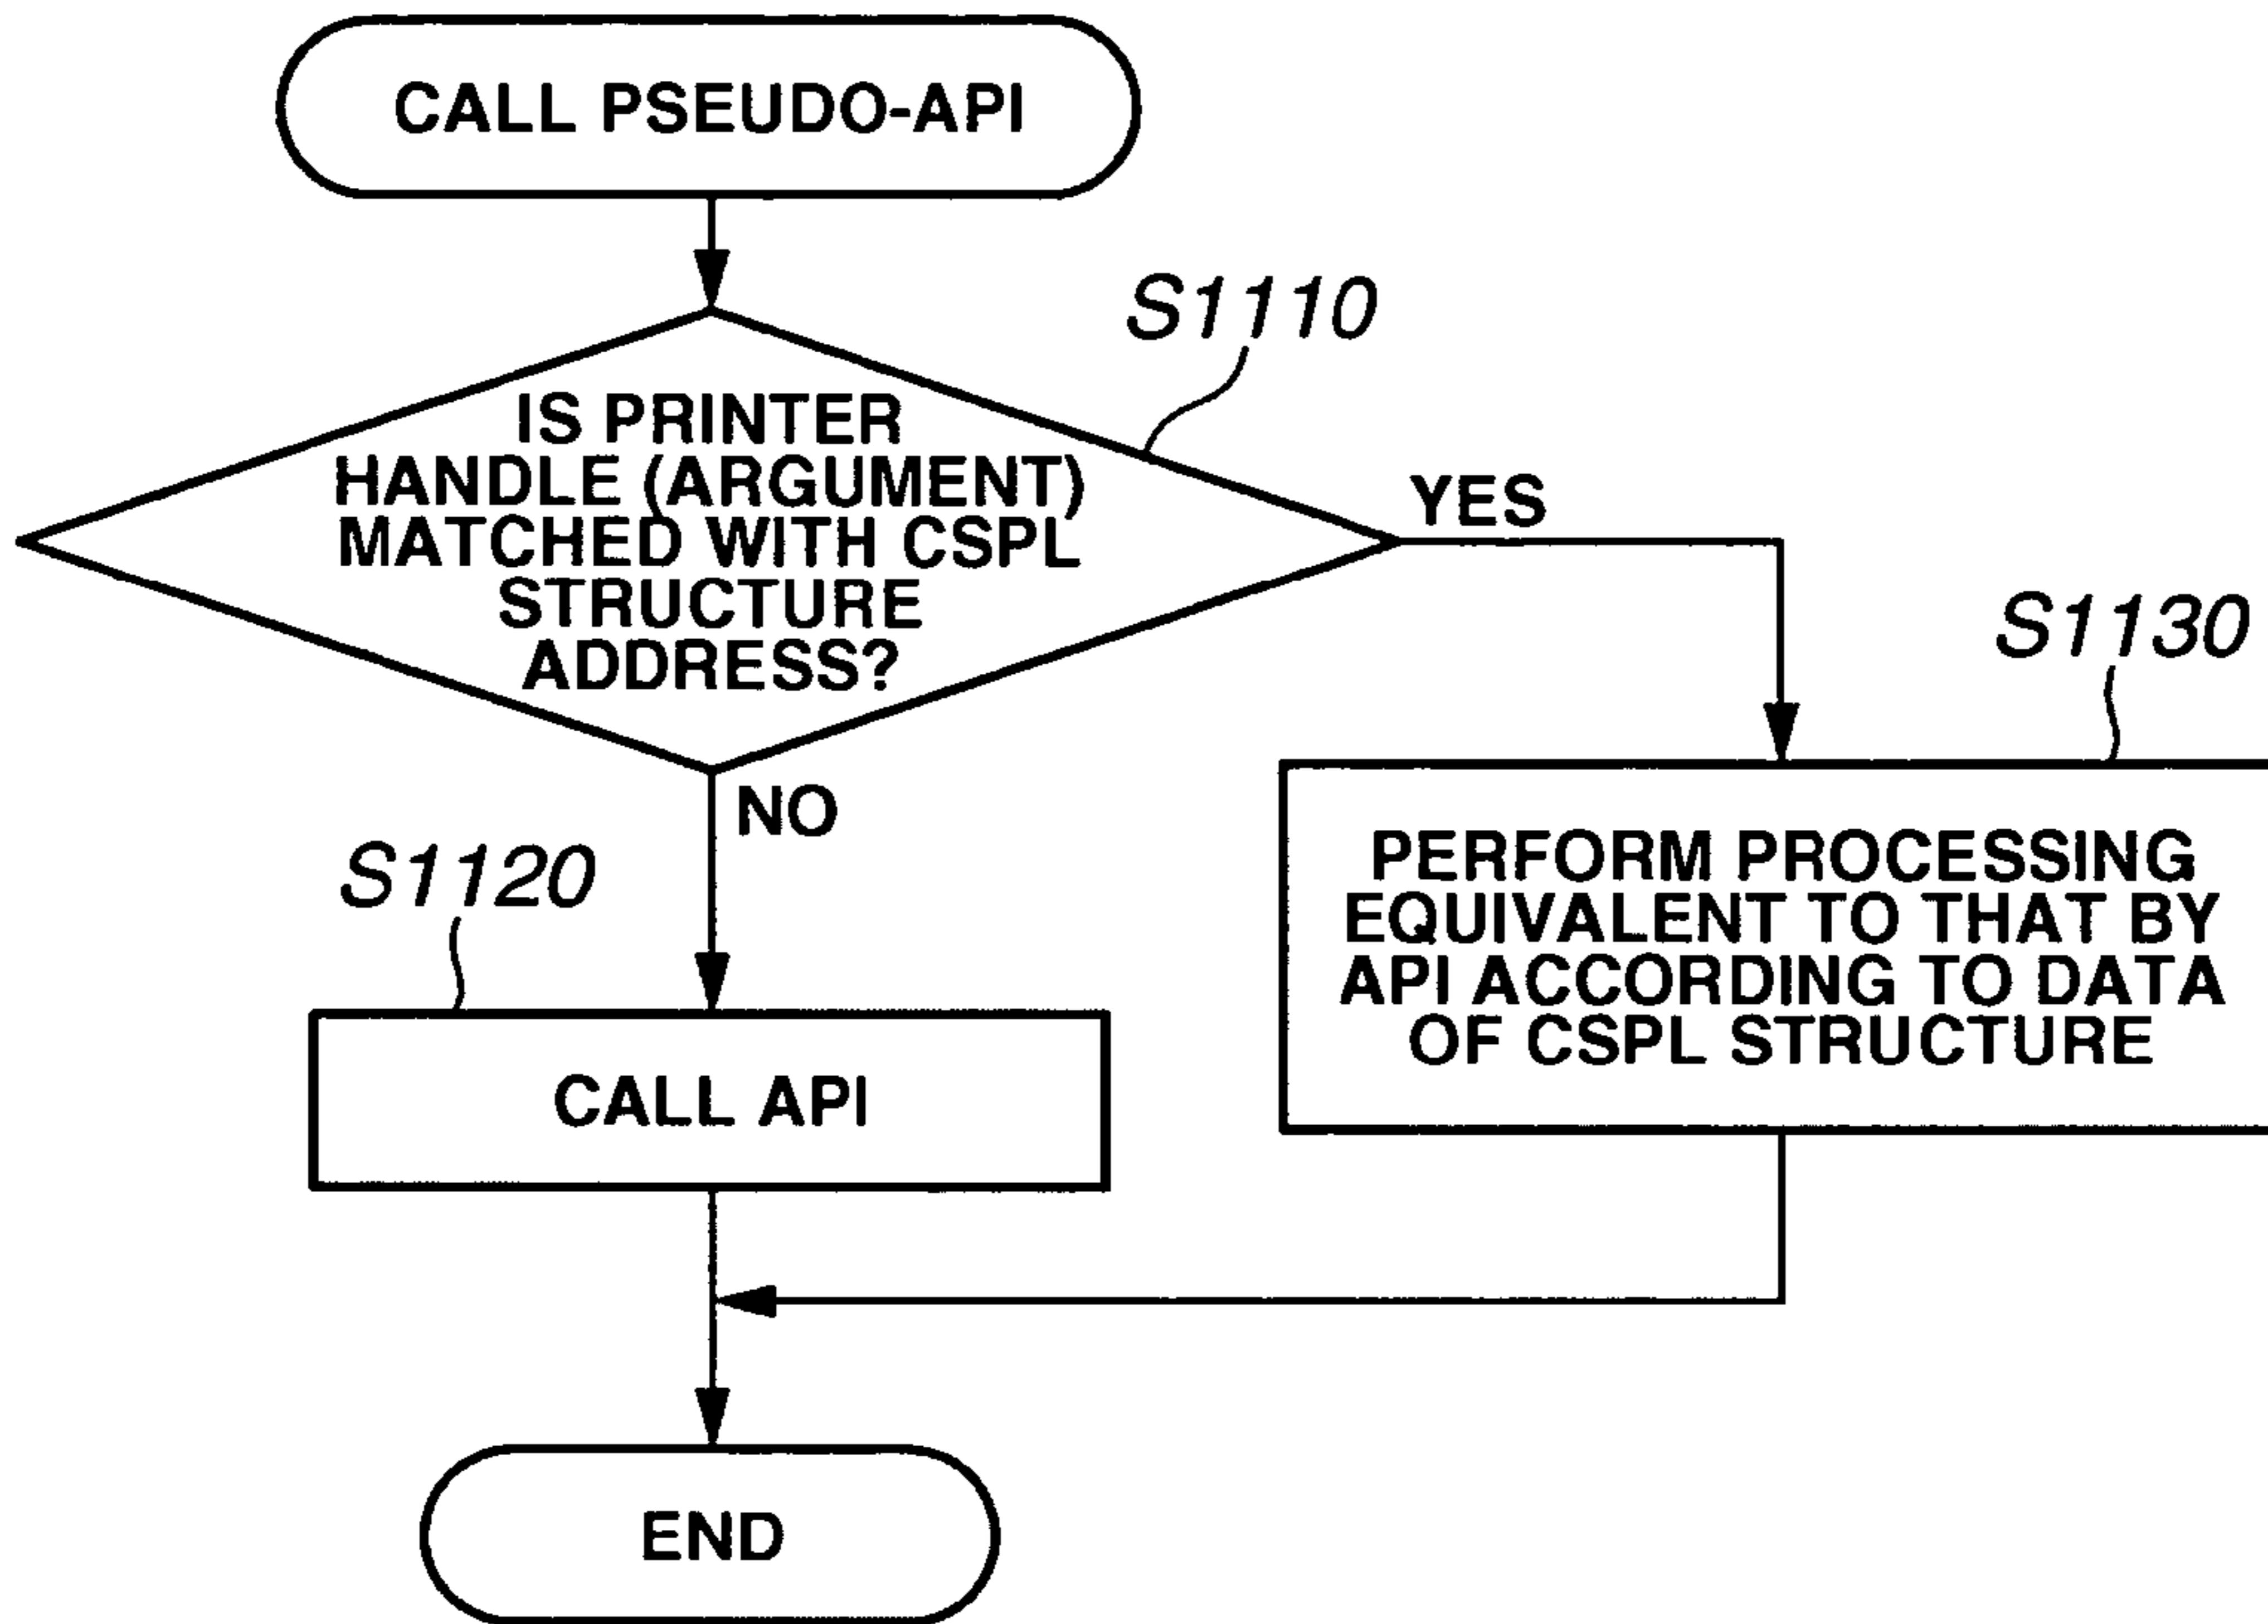 CALL PSEUDO-API
S1110
IS PRINTER
HANDLE (ARGUMENT)
MATCHED WITH CSPL
STRUCTURE
ADDRESS?
YES
NO
S1120
CALL API
S1130
PERFORM PROCESSING
EQUIVALENT TO THAT BY
API ACCORDING TO DATA
OF CSPL STRUCTURE
END